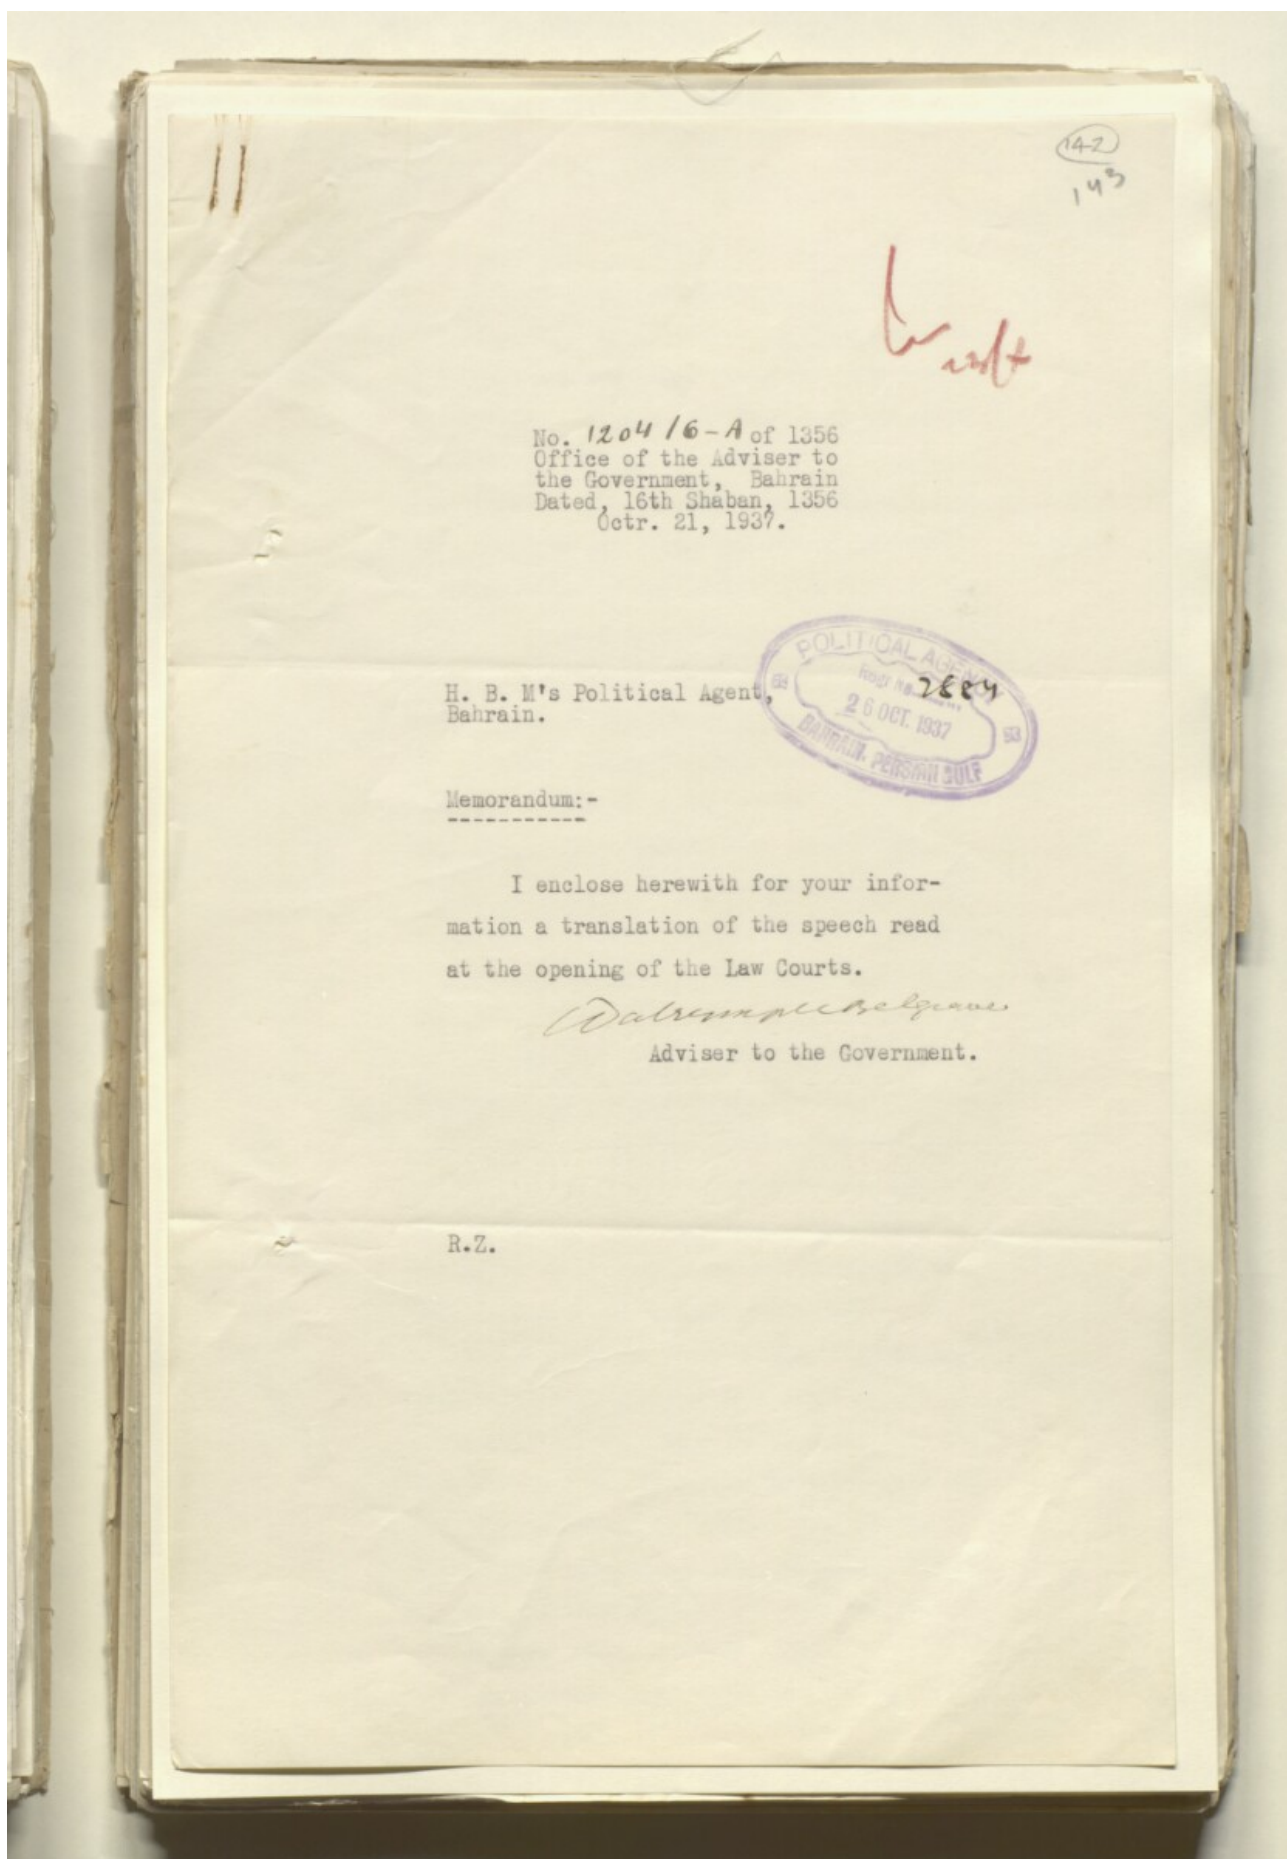 142
143
No. 1204/6-A of 1356
Office of the Adviser to
the Government, Bahrain
Dated, 16th Shaban, 1356
Octr. 21, 1937.
POLITICAL AGENCY
2884
26 OCT. 1937
BAHRAIN, PERSIAN GULF
H. B. M's Political Agent,
Bahrain.
Memorandum:-
-----------
I enclose herewith for your infor-
mation a translation of the speech read
at the opening of the Law Courts.
CDalrympleBelgrave
Adviser to the Government.
R.Z.